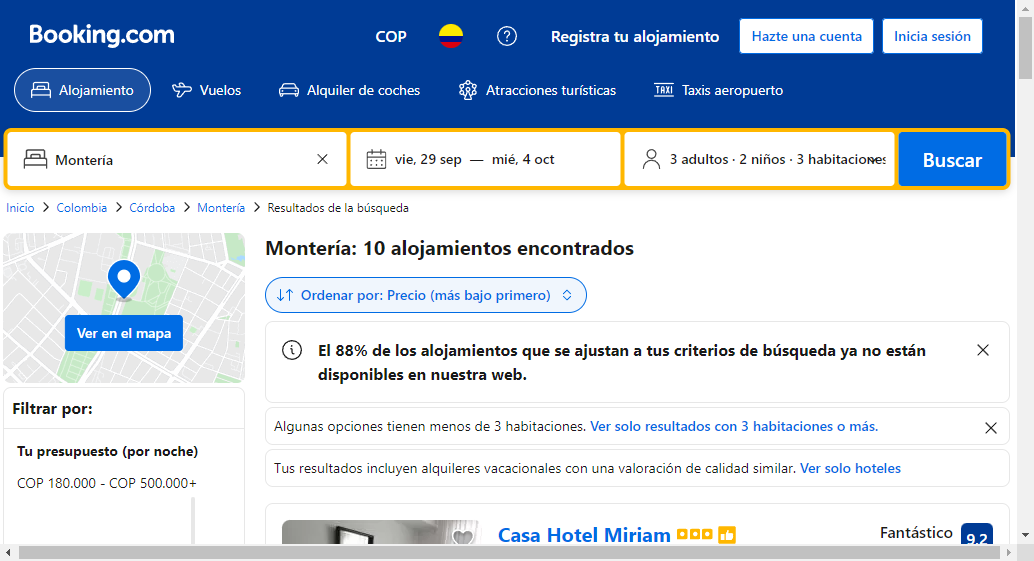 Booking.com
COP
Registra tu alojamiento
Hazte una cuenta
Inicia sesión
Alojamiento
Vuelos
Alquiler de coches
Atracciones turísticas
TAXI
Taxis aeropuerto
Montería
vie, 29 sep — mié, 4 oct
3 adultos · 2 niños · 3 habitaciones
Buscar
Inicio > Colombia > Córdoba > Montería > Resultados de la búsqueda
Ver en el mapa
Filtrar por:
Tu presupuesto (por noche)
COP 180.000 - COP 500.000+
Montería: 10 alojamientos encontrados
Ordenar por: Precio (más bajo primero)
El 88% de los alojamientos que se ajustan a tus criterios de búsqueda ya no están
disponibles en nuestra web.
Algunas opciones tienen menos de 3 habitaciones. Ver solo resultados con 3 habitaciones o más.
Tus resultados incluyen alquileres vacacionales con una valoración de calidad similar. Ver solo hoteles
Casa Hotel Miriam
Fantástico
9,2